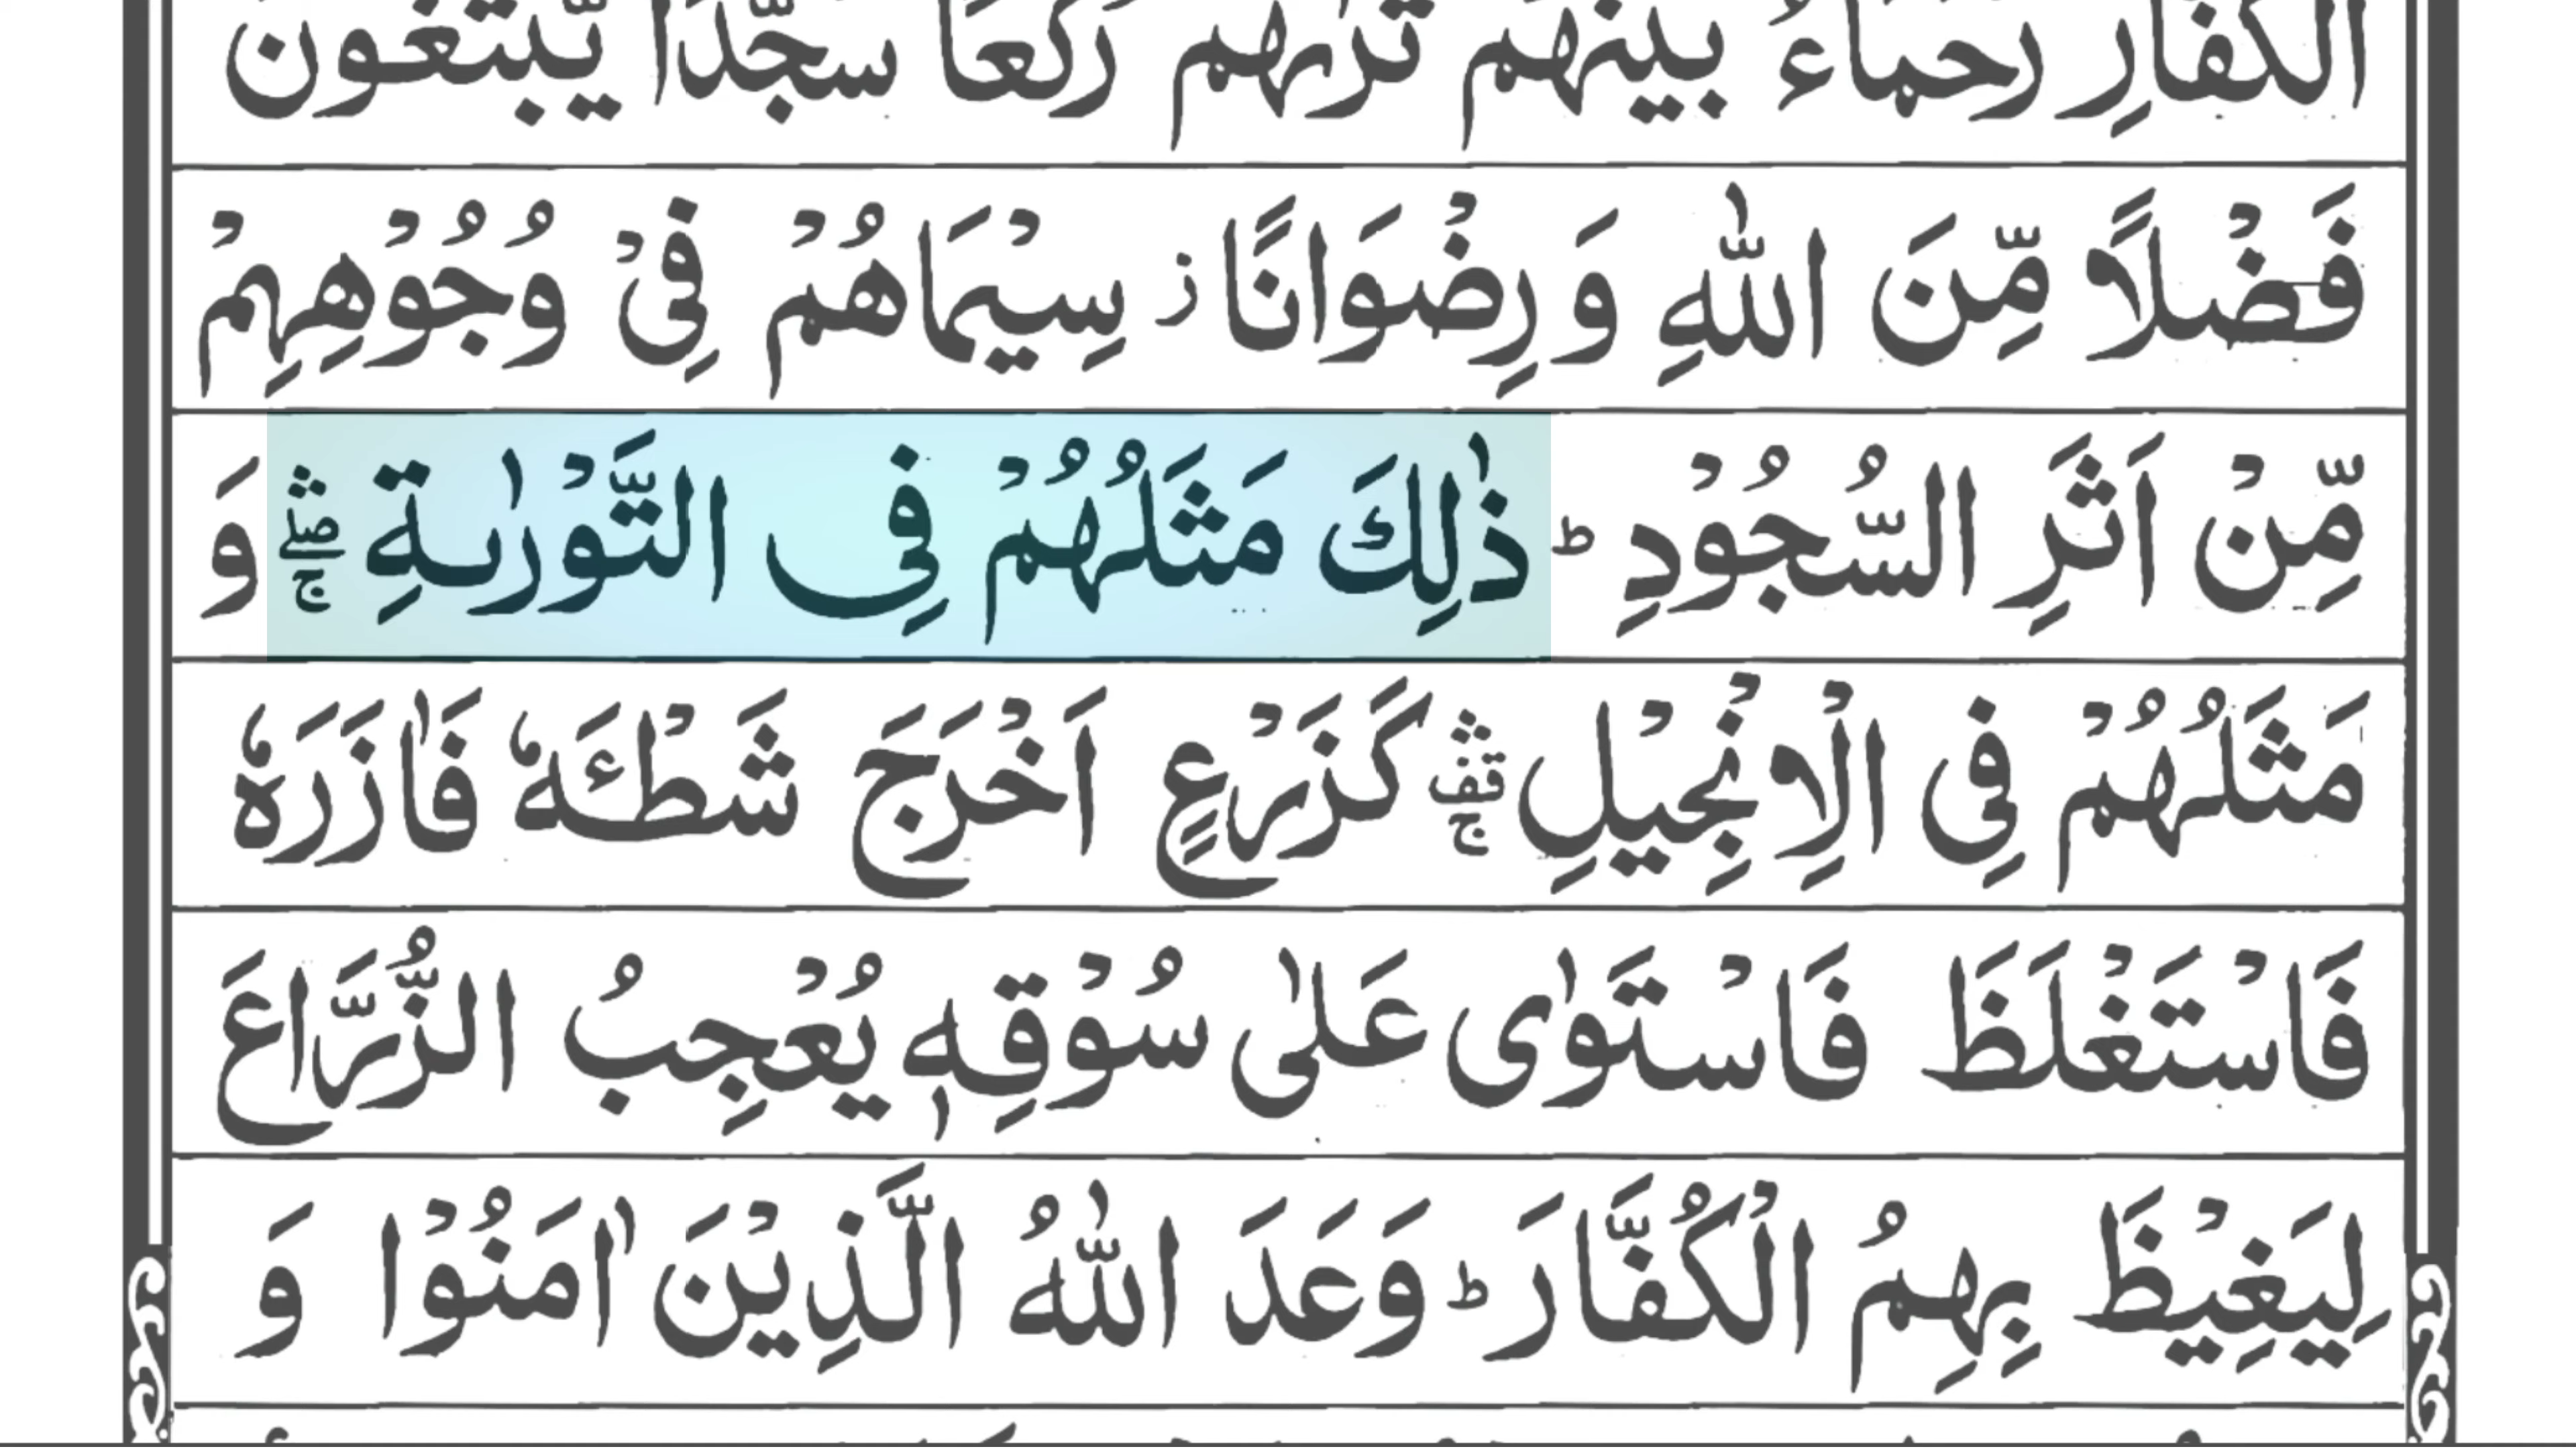 الْكُفَّارِ رُحَمَآءُ بَيْنَهُمْ تَرٰىهُمْ رُكَّعًا سُجَّدًا يَّبْتَغُوْنَ
فَضْلًا مِّنَ اللّٰهِ وَ رِضْوَانًا ز سِيْمَاهُمْ فِيْ وُجُوْهِهِمْ
مِّنْ اَثَرِ السُّجُوْدِ ط ذٰلِكَ مَثَلُهُمْ فِى التَّوْرٰىةِ ۛ صلے ج وَ
مَثَلُهُمْ فِى الْاِنْجِيْلِ ۛ قف ج كَزَرْعٍ اَخْرَجَ شَطْـَٔهٗ فَاٰزَرَهٗ
فَاسْتَغْلَظَ فَاسْتَوٰى عَلٰى سُوْقِهٖ يُعْجِبُ الزُّرَّاعَ
لِيَغِيْظَ بِهِمُ الْكُفَّارَ ط وَعَدَ اللّٰهُ الَّذِيْنَ اٰمَنُوْا وَ